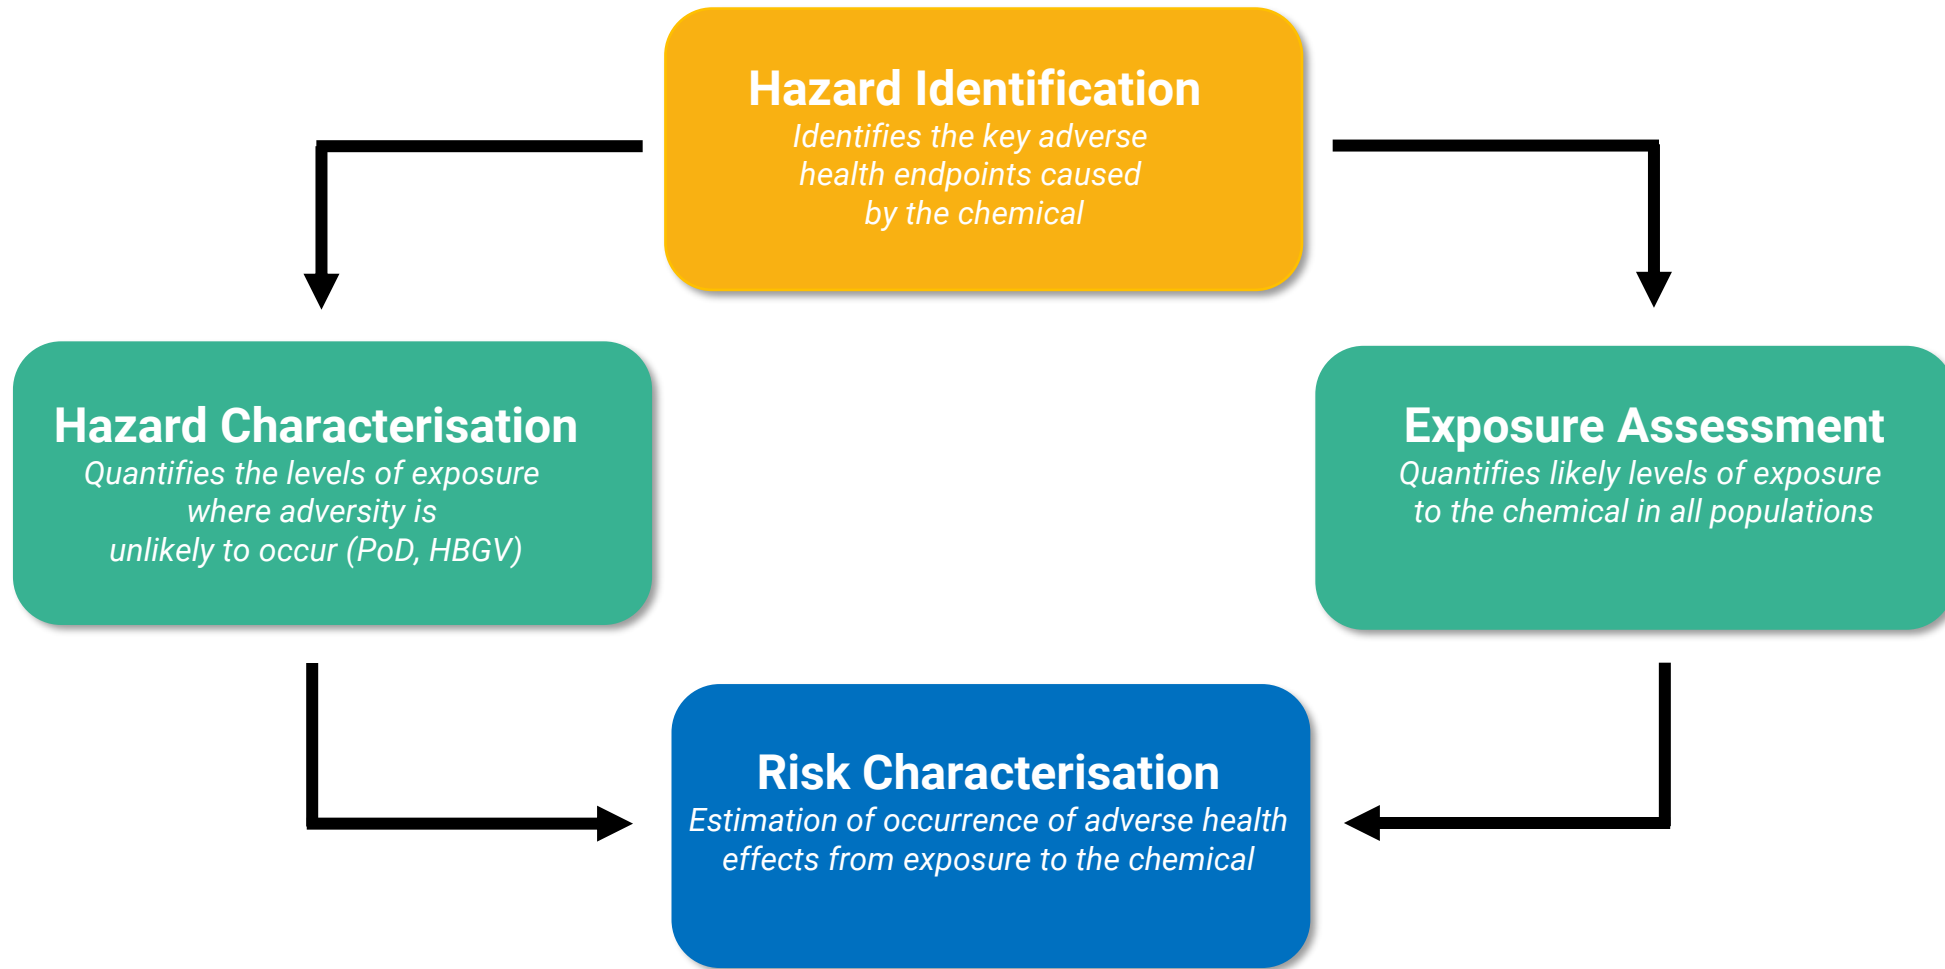 Hazard Identification
Identifies the key adverse
health endpoints caused
by the chemical
Hazard Characterisation
Quantifies the levels of exposure
where adversity is
unlikely to occur (PoD, HBGV)
Exposure Assessment
Quantifies likely levels of exposure
to the chemical in all populations
Risk Characterisation
Estimation of occurrence of adverse health
effects from exposure to the chemical